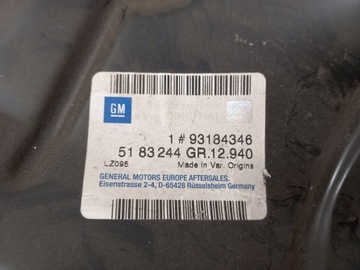 GM
1 # 93184346
51 83 244 GR.12.940
LZ095 Made in Var. Origins
GENERAL MOTORS EUROPE AFTERSALES.
Eisenstrasse 2-4, D-65428 Rüsselsheim Germany